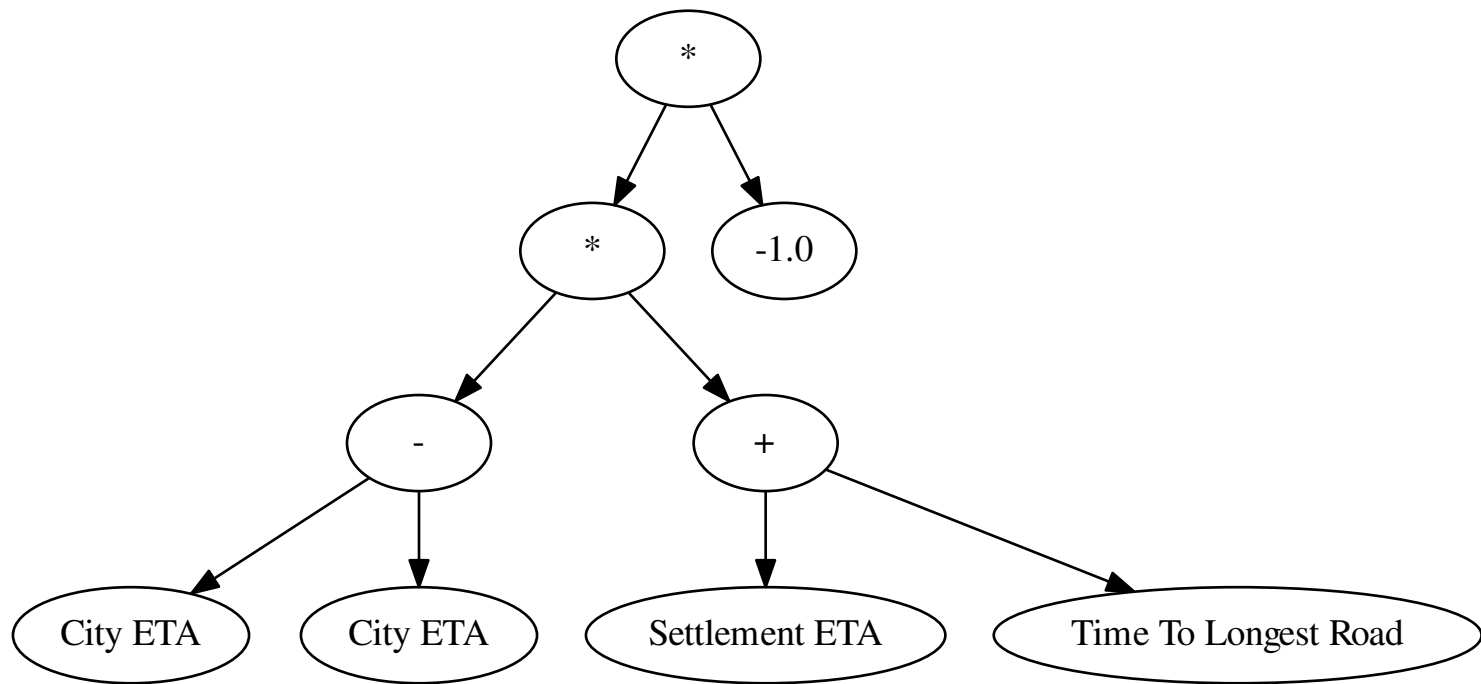 *
*
-1.0
-
+
City ETA
City ETA
Settlement ETA
Time To Longest Road